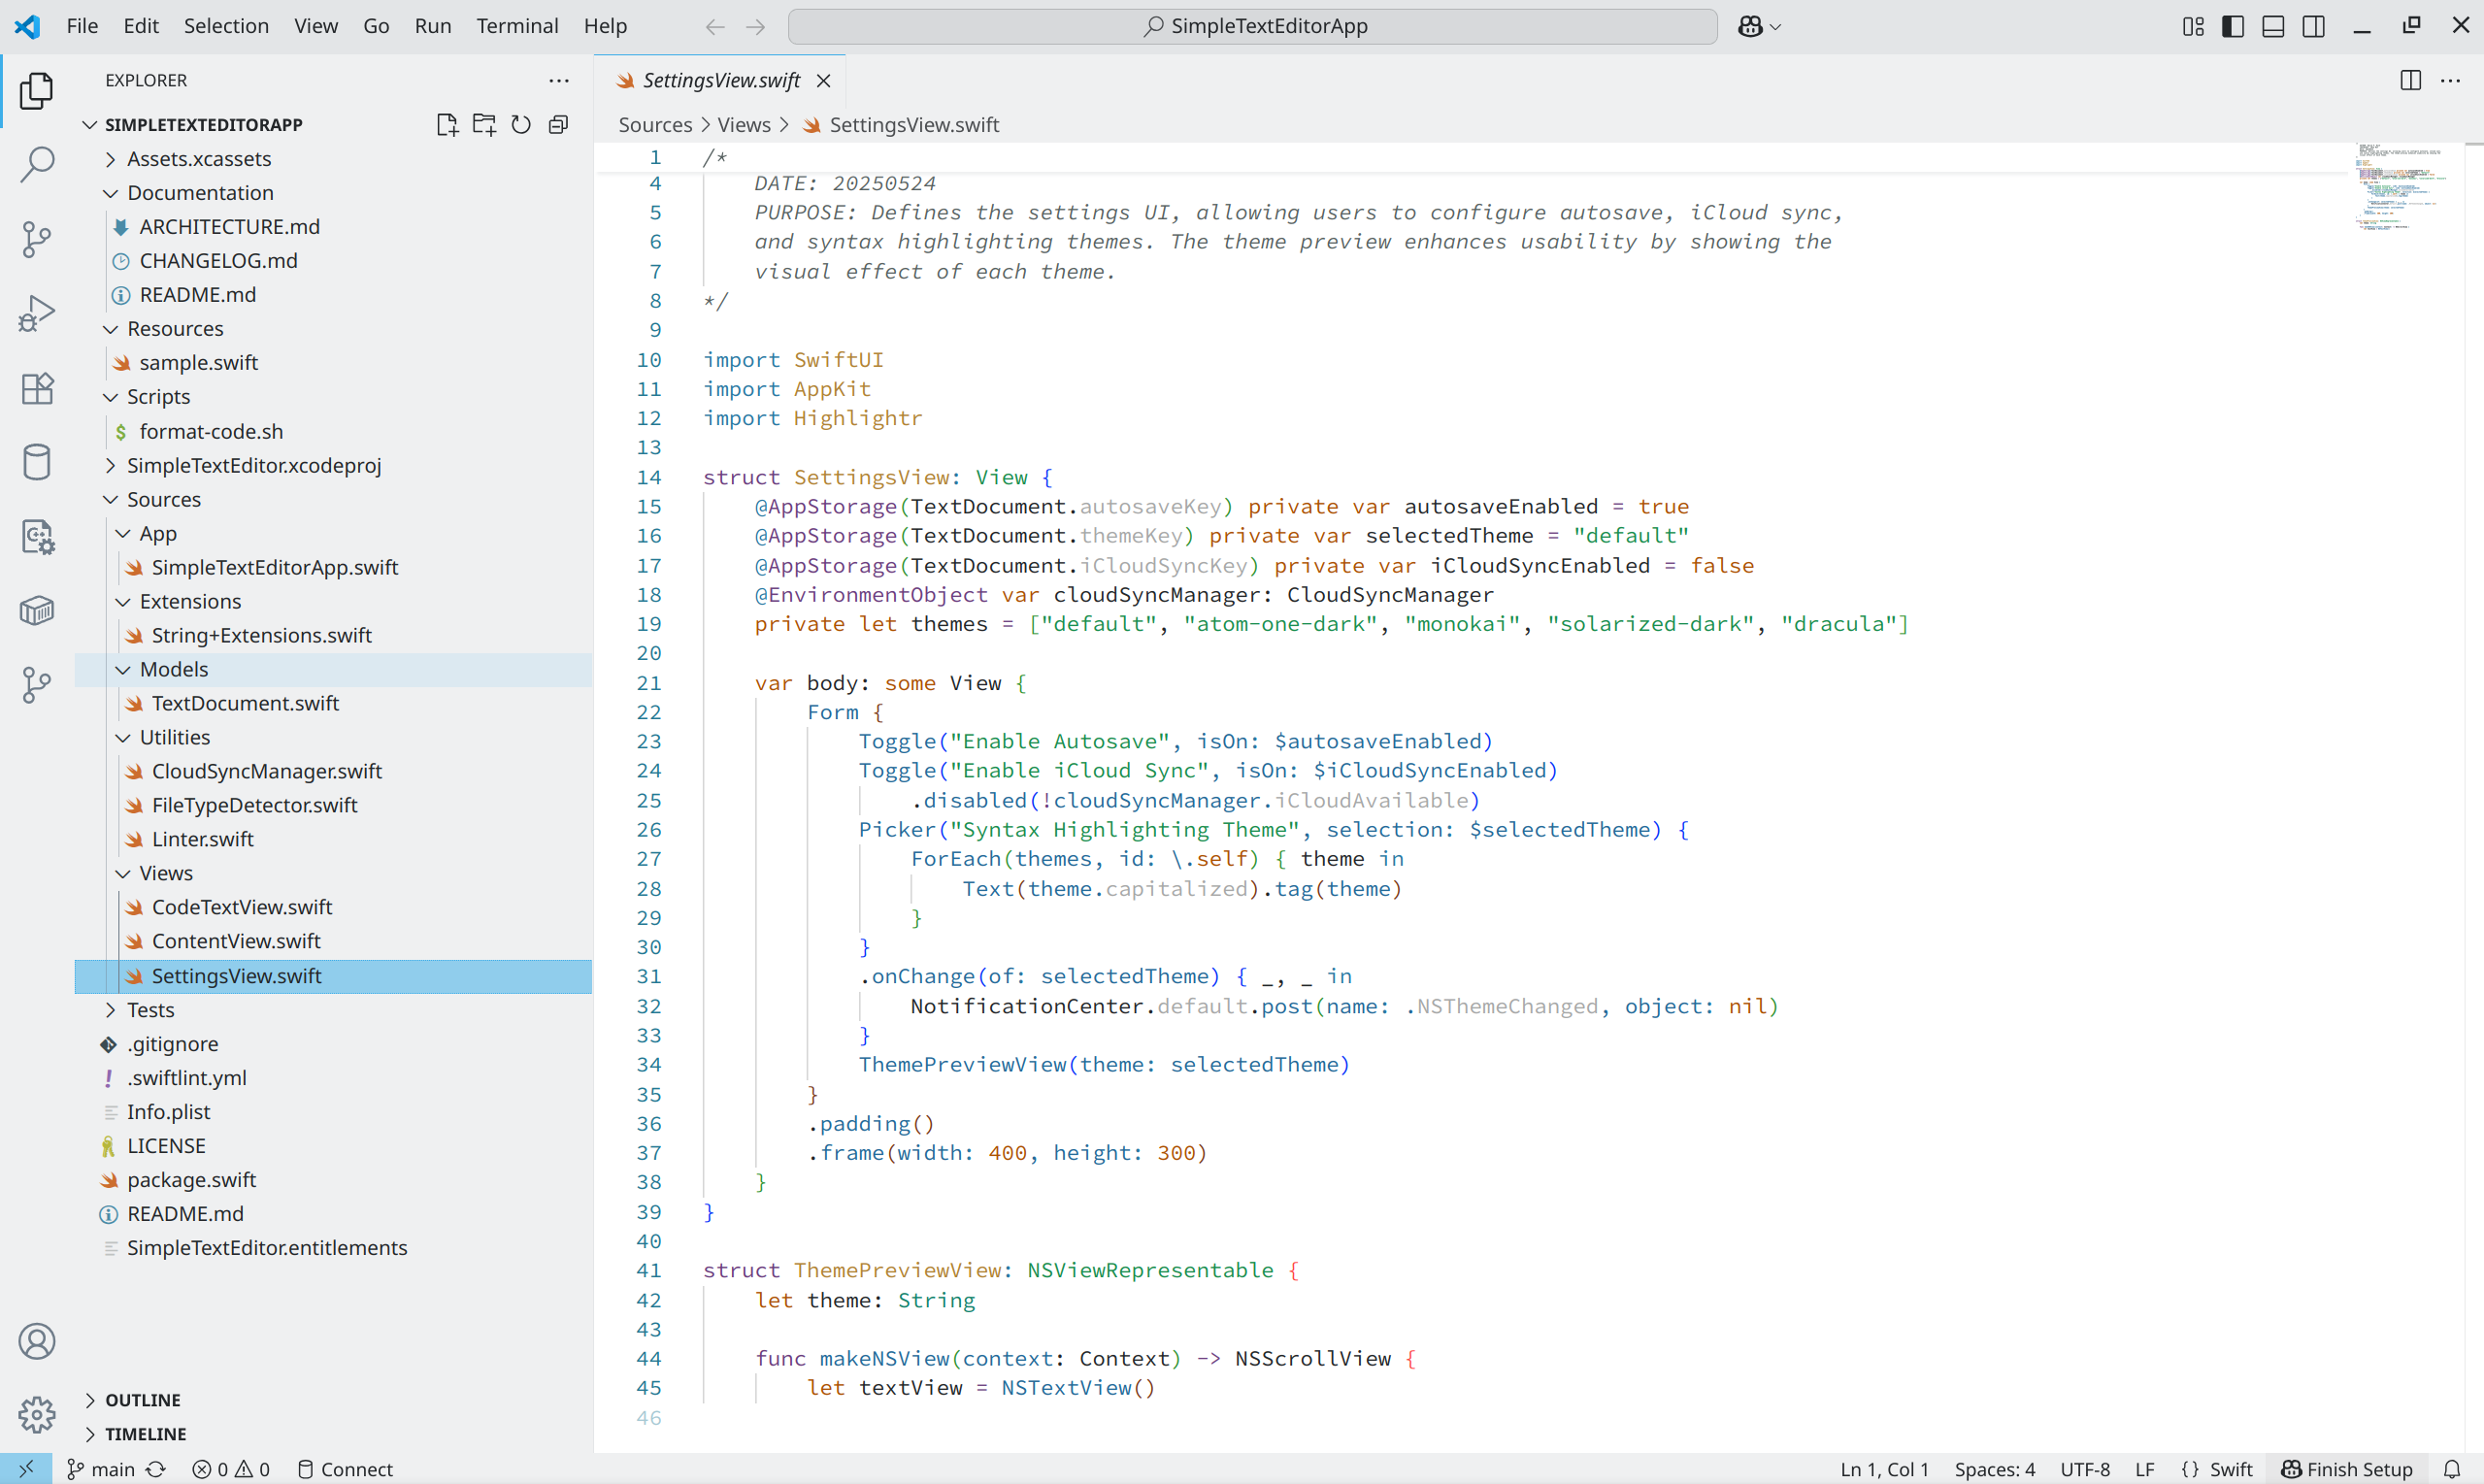 File Edit Selection View Go Run Terminal Help
SimpleTextEditorApp
EXPLORER
SIMPLETEXTEDITORAPP
Assets.xcassets
Documentation
ARCHITECTURE.md
CHANGELOG.md
README.md
Resources
sample.swift
Scripts
format-code.sh
SimpleTextEditor.xcodeproj
Sources
App
SimpleTextEditorApp.swift
Extensions
String+Extensions.swift
Models
TextDocument.swift
Utilities
CloudSyncManager.swift
FileTypeDetector.swift
Linter.swift
Views
CodeTextView.swift
ContentView.swift
SettingsView.swift
Tests
.gitignore
.swiftlint.yml
Info.plist
LICENSE
package.swift
README.md
SimpleTextEditor.entitlements
OUTLINE
TIMELINE
SettingsView.swift
Sources > Views > SettingsView.swift
1 /*
4     DATE: 20250524
5     PURPOSE: Defines the settings UI, allowing users to configure autosave, iCloud sync,
6     and syntax highlighting themes. The theme preview enhances usability by showing the
7     visual effect of each theme.
8 */
9
10 import SwiftUI
11 import AppKit
12 import Highlightr
13
14 struct SettingsView: View {
15     @AppStorage(TextDocument.autosaveKey) private var autosaveEnabled = true
16     @AppStorage(TextDocument.themeKey) private var selectedTheme = "default"
17     @AppStorage(TextDocument.iCloudSyncKey) private var iCloudSyncEnabled = false
18     @EnvironmentObject var cloudSyncManager: CloudSyncManager
19     private let themes = ["default", "atom-one-dark", "monokai", "solarized-dark", "dracula"]
20
21     var body: some View {
22         Form {
23             Toggle("Enable Autosave", isOn: $autosaveEnabled)
24             Toggle("Enable iCloud Sync", isOn: $iCloudSyncEnabled)
25                 .disabled(!cloudSyncManager.iCloudAvailable)
26             Picker("Syntax Highlighting Theme", selection: $selectedTheme) {
27                 ForEach(themes, id: \.self) { theme in
28                     Text(theme.capitalized).tag(theme)
29                 }
30             }
31             .onChange(of: selectedTheme) { _, _ in
32                 NotificationCenter.default.post(name: .NSThemeChanged, object: nil)
33             }
34             ThemePreviewView(theme: selectedTheme)
35         }
36         .padding()
37         .frame(width: 400, height: 300)
38     }
39 }
40
41 struct ThemePreviewView: NSViewRepresentable {
42     let theme: String
43
44     func makeNSView(context: Context) -> NSScrollView {
45         let textView = NSTextView()
46
main 0 0 Connect
Ln 1, Col 1 Spaces: 4 UTF-8 LF {} Swift Finish Setup